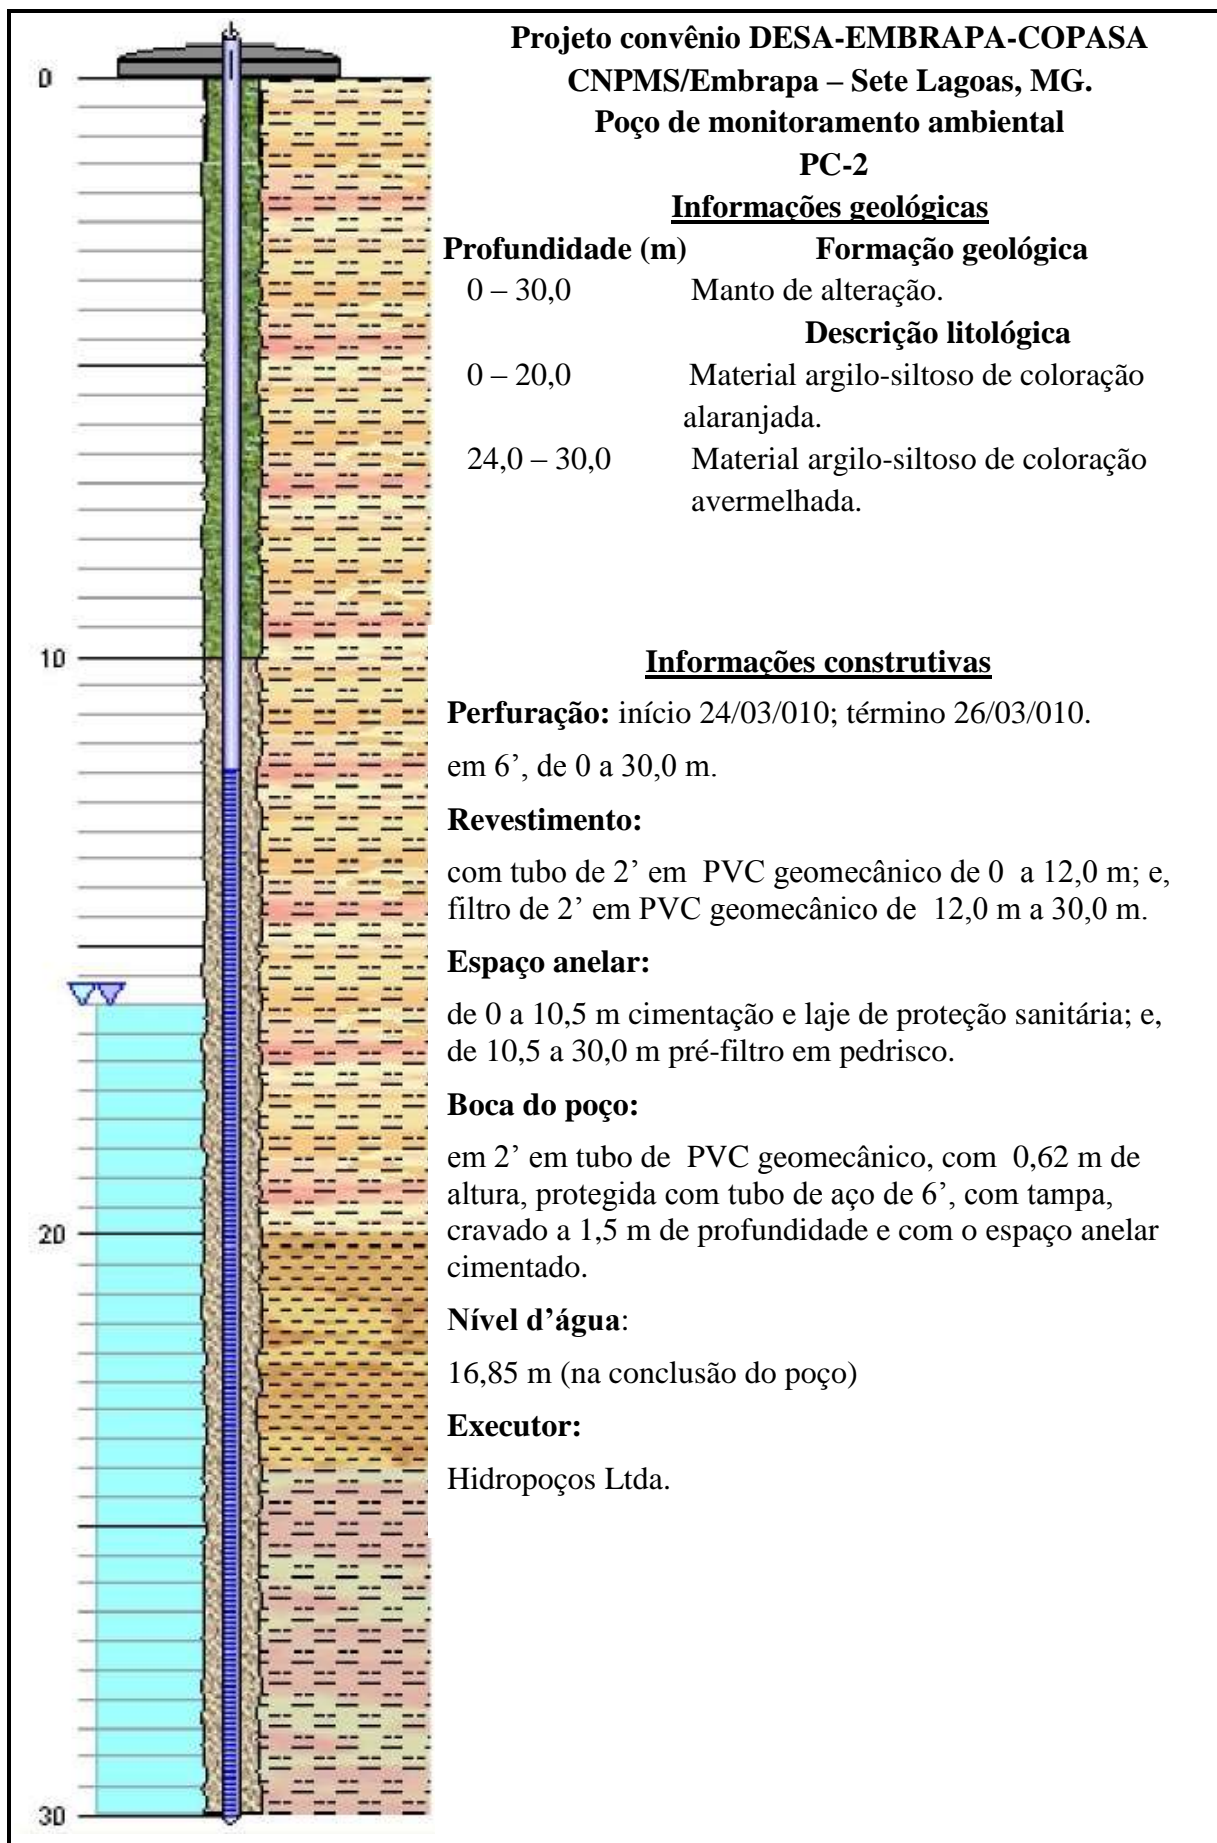 Projeto convênio DESA-EMBRAPA-COPASA
CNPMS/Embrapa – Sete Lagoas, MG.
Poço de monitoramento ambiental
PC-2
Informações geológicas
Profundidade (m) Formação geológica
0 – 30,0 Manto de alteração.
Descrição litológica
0 – 20,0 Material argilo-siltoso de coloração
alaranjada.
24,0 – 30,0 Material argilo-siltoso de coloração
avermelhada.
Informações construtivas
Perfuração: início 24/03/010; término 26/03/010.
em 6’, de 0 a 30,0 m.
Revestimento:
com tubo de 2’ em PVC geomecânico de 0 a 12,0 m; e,
filtro de 2’ em PVC geomecânico de 12,0 m a 30,0 m.
Espaço anelar:
de 0 a 10,5 m cimentação e laje de proteção sanitária; e,
de 10,5 a 30,0 m pré-filtro em pedrisco.
Boca do poço:
em 2’ em tubo de PVC geomecânico, com 0,62 m de
altura, protegida com tubo de aço de 6’, com tampa,
cravado a 1,5 m de profundidade e com o espaço anelar
cimentado.
Nível d’água:
16,85 m (na conclusão do poço)
Executor:
Hidropoços Ltda.
0
10
20
30